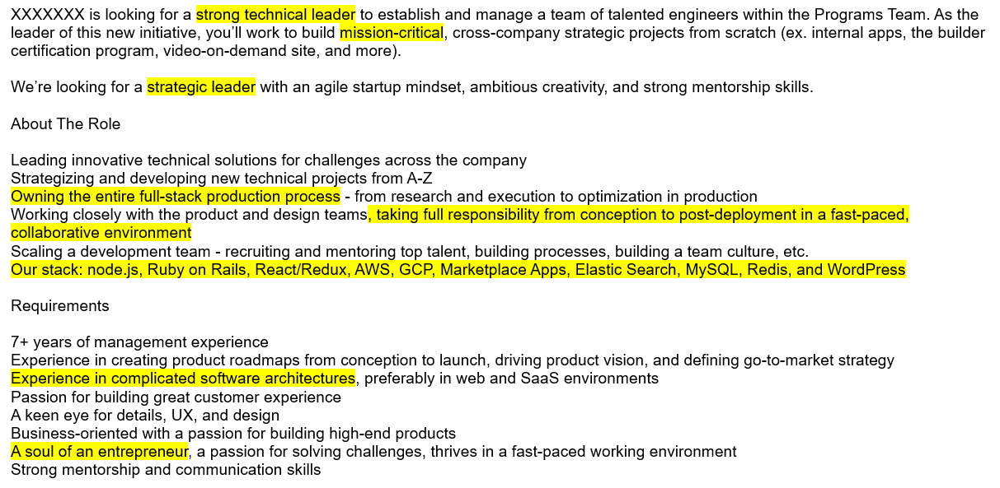 XXXXXXX is looking for a strong technical leader to establish and manage a team of talented engineers within the Programs Team. As the
leader of this new initiative, you’ll work to build mission-critical, cross-company strategic projects from scratch (ex. internal apps, the builder
certification program, video-on-demand site, and more).
We’re looking for a strategic leader with an agile startup mindset, ambitious creativity, and strong mentorship skills.
About The Role
Leading innovative technical solutions for challenges across the company
Strategizing and developing new technical projects from A-Z
Owning the entire full-stack production process - from research and execution to optimization in production
Working closely with the product and design teams, taking full responsibility from conception to post-deployment in a fast-paced,
collaborative environment
Scaling a development team - recruiting and mentoring top talent, building processes, building a team culture, etc.
Our stack: node.js, Ruby on Rails, React/Redux, AWS, GCP, Marketplace Apps, Elastic Search, MySQL, Redis, and WordPress
Requirements
7+ years of management experience
Experience in creating product roadmaps from conception to launch, driving product vision, and defining go-to-market strategy
Experience in complicated software architectures, preferably in web and SaaS environments
Passion for building great customer experience
A keen eye for details, UX, and design
Business-oriented with a passion for building high-end products
A soul of an entrepreneur, a passion for solving challenges, thrives in a fast-paced working environment
Strong mentorship and communication skills